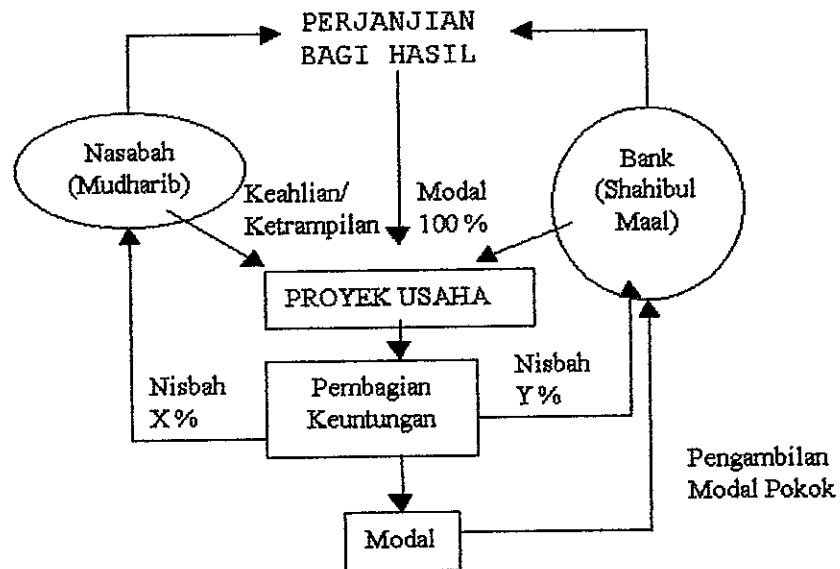 PERJANJIAN
BAGI HASIL
Nasabah
(Mudharib)
Bank
(Shahibul
Maal)
Keahlian/
Ketrampilan
Modal
100%
PROYEK USAHA
Nisbah
X%
Pembagian
Keuntungan
Nisbah
Y%
Pengambilan
Modal Pokok
Modal